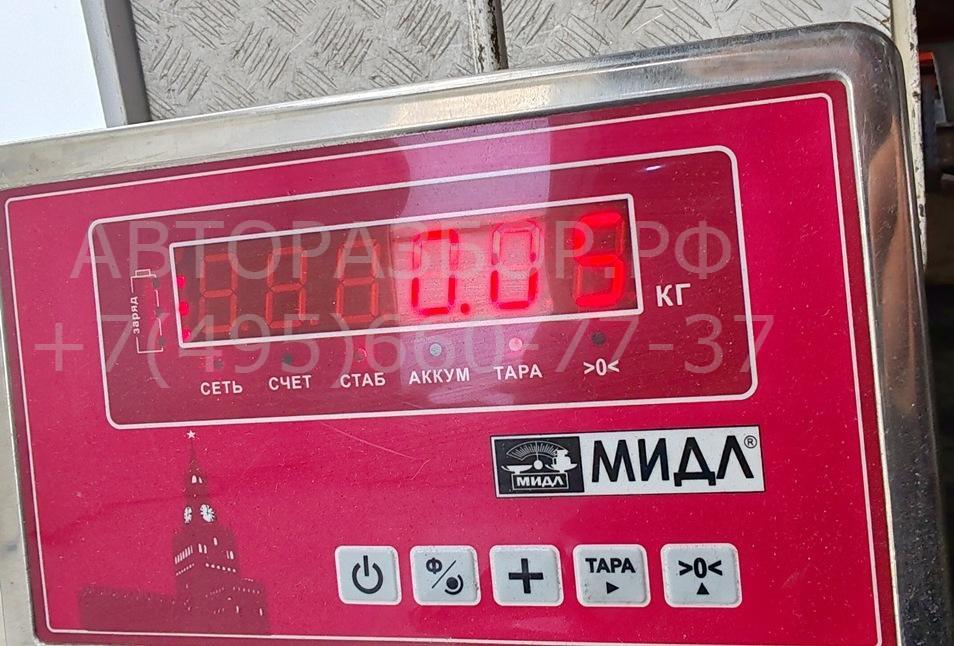 АВТОРАЗБОР.РФ
0.05
КГ
заряд
+7(495)660-77-37
СЕТЬ СЧЕТ СТАБ АККУМ ТАРА >0<
МИДЛ МИДЛ®
Ф ТАРА >0<